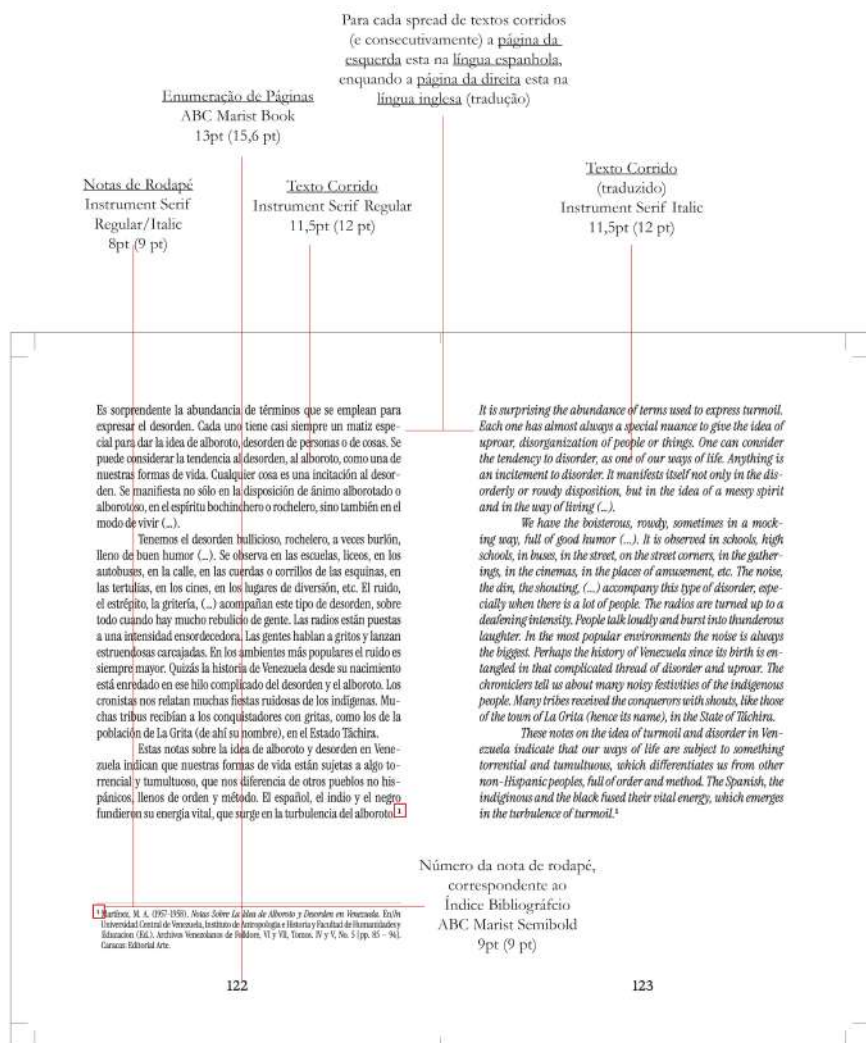 Para cada spread de textos corridos
(e consecutivamente) a página da
esquerda esta na língua espanhola,
enquando a página da direita esta na
língua inglesa (tradução)
Enumeração de Páginas
ABC Marist Book
13pt (15,6 pt)
Notas de Rodapé
Instrument Serif
Regular/Italic
8pt (9 pt)
Texto Corrido
Instrument Serif Regular
11,5pt (12 pt)
Texto Corrido
(traduzido)
Instrument Serif Italic
11,5pt (12 pt)
Es sorprendente la abundancia de términos que se emplean para
expresar el desorden. Cada uno tiene casi siempre un matiz espe-
cial para dar la idea de alboroto, desorden de personas o de cosas. Se
puede considerar la tendencia al desorden, al alboroto, como una de
nuestras formas de vida. Cualquier cosa es una incitación al desor-
den. Se manifiesta no sólo en la disposición de ánimo alborotado o
alborotoso, en el espíritu bochinchero o rochelero, sino también en el
modo de vivir (...).
Tenemos el desorden bullicioso, rochelero, a veces burlón,
lleno de buen humor (...). Se observa en las escuelas, liceos, en los
autobuses, en la calle, en las cuerdas o corrillos de las esquinas, en
las tertulias, en los cines, en los lugares de diversión, etc. El ruido,
el estrépito, la gritería, (...) acompañan este tipo de desorden, sobre
todo cuando hay mucho rebulicio de gente. Las radios están puestas
a una intensidad ensordecedora. Las gentes hablan a gritos y lanzan
estruendosas carcajadas. En los ambientes más populares el ruido es
siempre mayor. Quizás la historia de Venezuela desde su nacimiento
está enredado en ese hilo complicado del desorden y el alboroto. Los
cronistas nos relatan muchas fiestas ruidosas de los indígenas. Mu-
chas tribus recibían a los conquistadores con gritas, como los de la
población de La Grita (de ahí su nombre), en el Estado Táchira.
Estas notas sobre la idea de alboroto y desorden en Vene-
zuela indican que nuestras formas de vida están sujetas a algo to-
rrencial y tumultuoso, que nos diferencia de otros pueblos no his-
pánicos, llenos de orden y método. El español, el indio y el negro
fundieron su energia vital, que surge en la turbulencia del alboroto.1
1 Martínez, M. A. (1957-1958). Notas Sobre La Idea de Alboroto y Desorden en Venezuela. En/In
Universidad Central de Venezuela, Instituto de Antropologia e Historia y Facultad de Humanidades y
Educacion (Ed.), Archivos Venezolanos de Folklore, VI y VII, Tomos. IV y V, No. 5 [pp. 85 – 94].
Caracas: Editorial Arte.
122
It is surprising the abundance of terms used to express turmoil.
Each one has almost always a special nuance to give the idea of
uproar, disorganization of people or things. One can consider
the tendency to disorder, as one of our ways of life. Anything is
an incitement to disorder. It manifests itself not only in the dis-
orderly or rowdy disposition, but in the idea of a messy spirit
and in the way of living (...).
We have the boisterous, rowdy, sometimes in a mock-
ing way, full of good humor (...). It is observed in schools, high
schools, in buses, in the street, on the street corners, in the gather-
ings, in the cinemas, in the places of amusement, etc. The noise,
the din, the shouting, (...) accompany this type of disorder, espe-
cially when there is a lot of people. The radios are turned up to a
deafening intensity. People talk loudly and burst into thunderous
laughter. In the most popular environments the noise is always
the biggest. Perhaps the history of Venezuela since its birth is en-
tangled in that complicated thread of disorder and uproar. The
chroniclers tell us about many noisy festivities of the indigenous
people. Many tribes received the conquerors with shouts, like those
of the town of La Grita (hence its name), in the State of Táchira.
These notes on the idea of turmoil and disorder in Ven-
ezuela indicate that our ways of life are subject to something
torrential and tumultuous, which differentiates us from other
non-Hispanic peoples, full of order and method. The Spanish, the
indiginous and the black fused their vital energy, which emerges
in the turbulence of turmoil.1
Número da nota de rodapé,
correspondente ao
Índice Bibliográfcio
ABC Marist Semibold
9pt (9 pt)
123